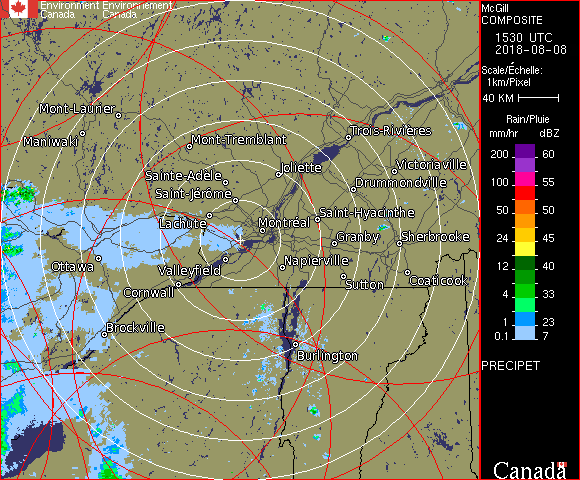 Environment Environnement
Canada Canada
McGill
COMPOSITE
1530 UTC
2018-08-08
Scale/Échelle:
1km/Pixel
40 KM
Rain/Pluie
mm/hr dBZ
200 60
155 55
100 55
50 50
24 45
12 40
4 33
1 23
0.1 7
PRECIPET
Canada
Mont-Laurier
Maniwaki
Mont-Tremblant
Trois-Rivières
Joliette
Victoriaville
Sainte-Adèle
Drummondville
Saint-Jérôme
Lachute
Montréal
Saint-Hyacinthe
Granby
Sherbrooke
Ottawa
Valleyfield
Napierville
Cornwall
Sutton
Coaticook
Brockville
Burlington